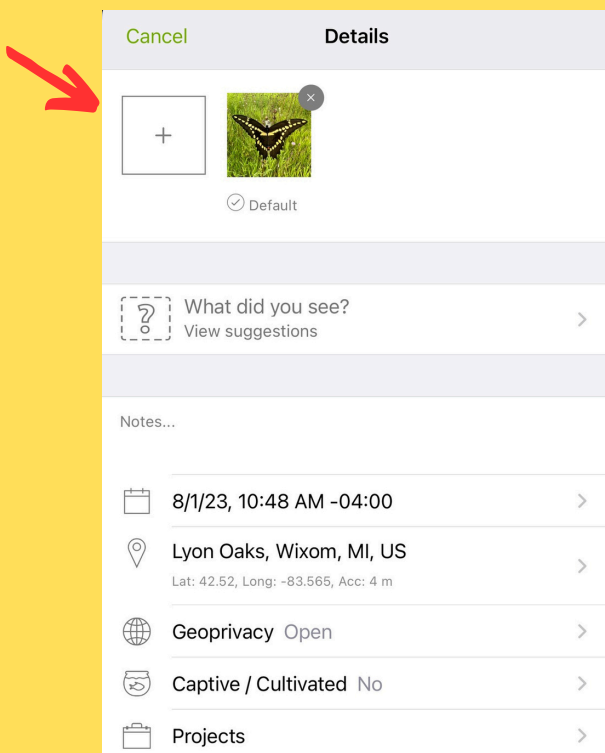 Cancel Details
Default
What did you see?
View suggestions
Notes...
8/1/23, 10:48 AM -04:00
Lyon Oaks, Wixom, MI, US
Lat: 42.52, Long: -83.565, Acc: 4 m
Geoprivacy Open
Captive / Cultivated No
Projects